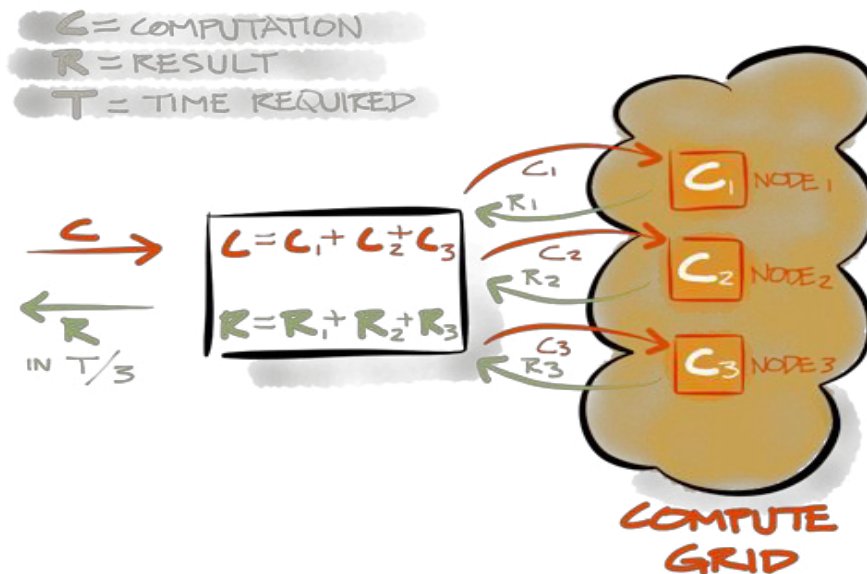 C = COMPUTATION
R = RESULT
T = TIME REQUIRED
C
R
IN T/3
C = C₁ + C₂ + C₃
R = R₁ + R₂ + R₃
C₁
R₁
C₂
R₂
C₃
R₃
C₁ NODE 1
C₂ NODE 2
C₃ NODE 3
COMPUTE
GRID